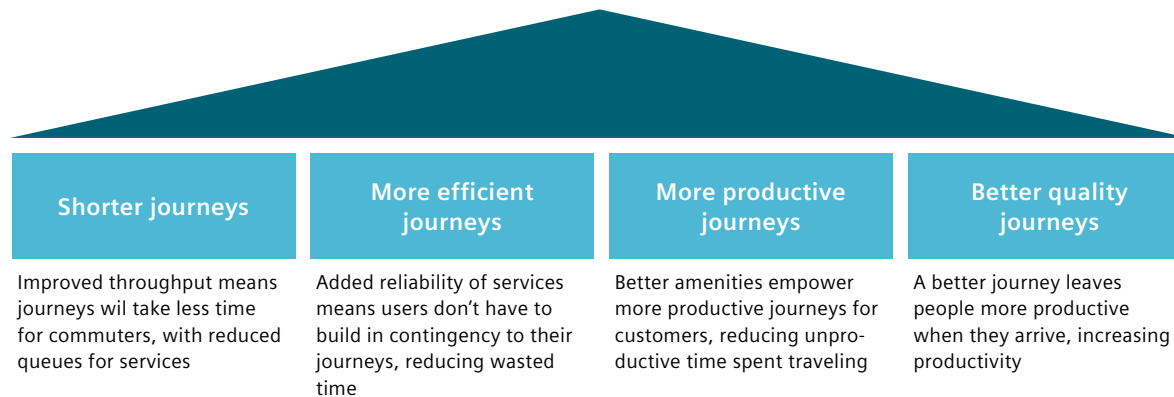 Shorter journeys
Improved throughput means
journeys wil take less time
for commuters, with reduced
queues for services
More efficient
journeys
Added reliability of services
means users don’t have to
build in contingency to their
journeys, reducing wasted
time
More productive
journeys
Better amenities empower
more productive journeys for
customers, reducing unpro-
ductive time spent traveling
Better quality
journeys
A better journey leaves
people more productive
when they arrive, increasing
productivity